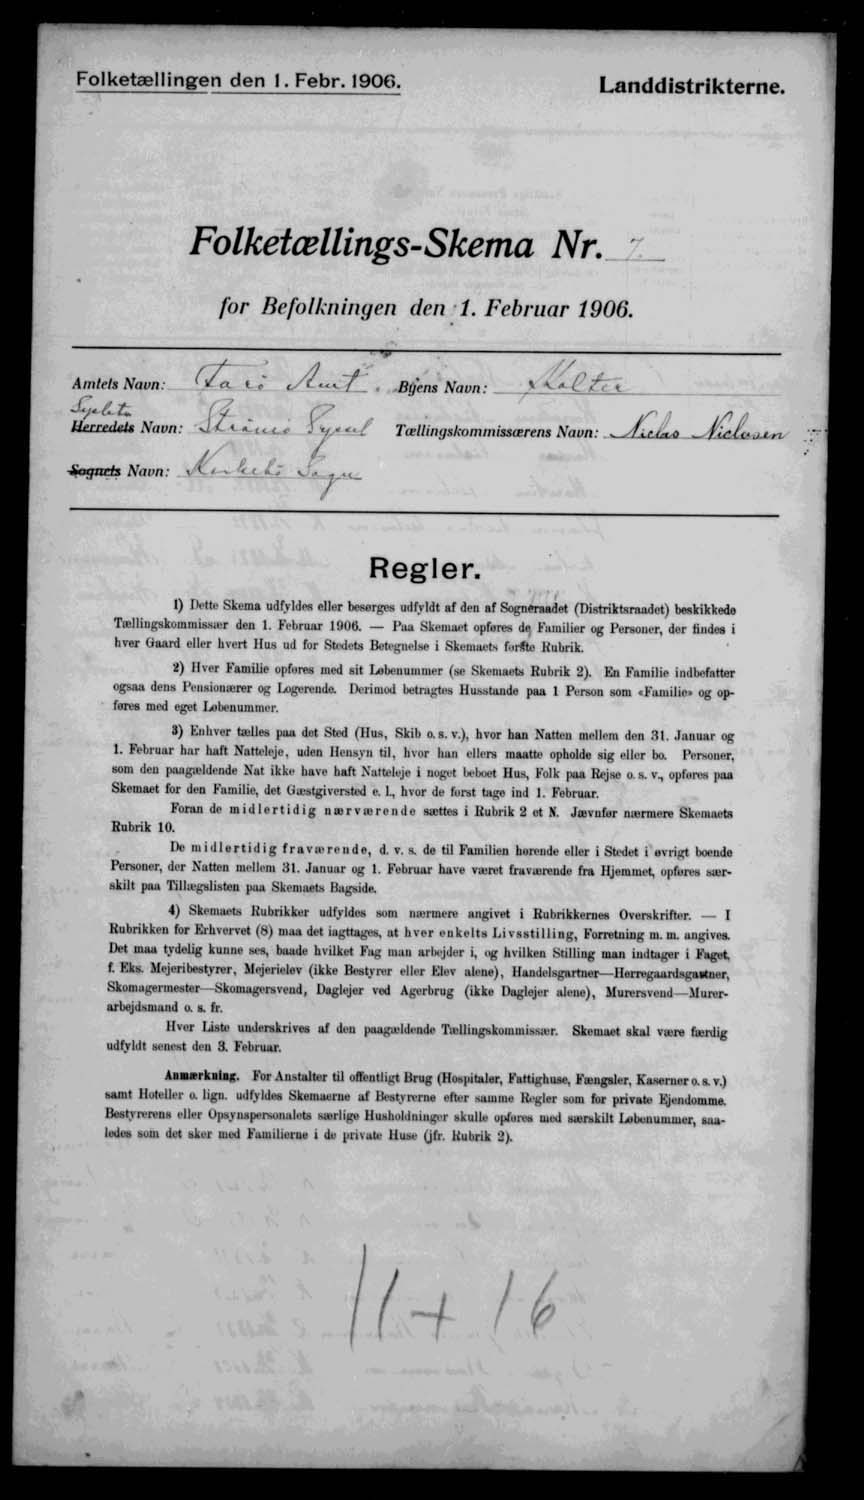 Folketællingen den 1. Febr. 1906.
Landdistrikterne.
Folketællings-Skema Nr. 7.
for Befolkningen den 1. Februar 1906.
Amtets Navn: Farø Amt. Byens Navn: Kolter
Syslets
Herredets Navn: Strømø Syssel Tællingskommissærens Navn: Niclas Niclasen
Sognets Navn: Kirkebø Sogn
Regler.
1) Dette Skema udfyldes eller besørges udfyldt af den af Sogneraadet (Distriktsraadet) beskikkede
Tællingskommissær den 1. Februar 1906. — Paa Skemaet opføres de Familier og Personer, der findes i
hver Gaard eller hvert Hus ud for Stedets Betegnelse i Skemaets første Rubrik.
2) Hver Familie opføres med sit Løbenummer (se Skemaets Rubrik 2). En Familie indbefatter
ogsaa dens Pensionærer og Logerende. Derimod betragtes Husstande paa 1 Person som «Familie» og op-
føres med eget Løbenummer.
3) Enhver tælles paa det Sted (Hus, Skib o. s. v.), hvor han Natten mellem den 31. Januar og
1. Februar har haft Natteleje, uden Hensyn til, hvor han ellers maatte opholde sig eller bo. Personer,
som den paagældende Nat ikke have haft Natteleje i noget beboet Hus, Folk paa Rejse o. s. v., opføres paa
Skemaet for den Familie, det Gæstgiversted e. l., hvor de først tage ind 1. Februar.
Foran de midlertidig nærværende sættes i Rubrik 2 et N. Jævnfør nærmere Skemaets
Rubrik 10.
De midlertidig fraværende, d. v. s. de til Familien hørende eller i Stedet i øvrigt boende
Personer, der Natten mellem 31. Januar og 1. Februar have været fraværende fra Hjemmet, opføres sær-
skilt paa Tillægslisten paa Skemaets Bagside.
4) Skemaets Rubrikker udfyldes som nærmere angivet i Rubrikkernes Overskrifter. — I
Rubrikken for Erhvervet (8) maa det iagttages, at hver enkelts Livsstilling, Forretning m. m. angives.
Det maa tydelig kunne ses, baade hvilket Fag man arbejder i, og hvilken Stilling man indtager i Faget,
f. Eks. Mejeribestyrer, Mejerielev (ikke Bestyrer eller Elev alene), Handelsgartner—Herregaardsgartner,
Skomagermester—Skomagersvend, Daglejer ved Agerbrug (ikke Daglejer alene), Murersvend—Murer-
arbejdsmand o. s. fr.
Hver Liste underskrives af den paagældende Tællingskommissær. Skemaet skal være færdig
udfyldt senest den 3. Februar.
Anmærkning. For Anstalter til offentligt Brug (Hospitaler, Fattighuse, Fængsler, Kaserner o. s. v.)
samt Hoteller o. lign. udfyldes Skemaerne af Bestyrerne efter samme Regler som for private Ejendomme.
Bestyrerens eller Opsynspersonalets særlige Husholdninger skulle opføres med særskilt Løbenummer, saa-
ledes som det sker med Familierne i de private Huse (jfr. Rubrik 2).
11 + 16